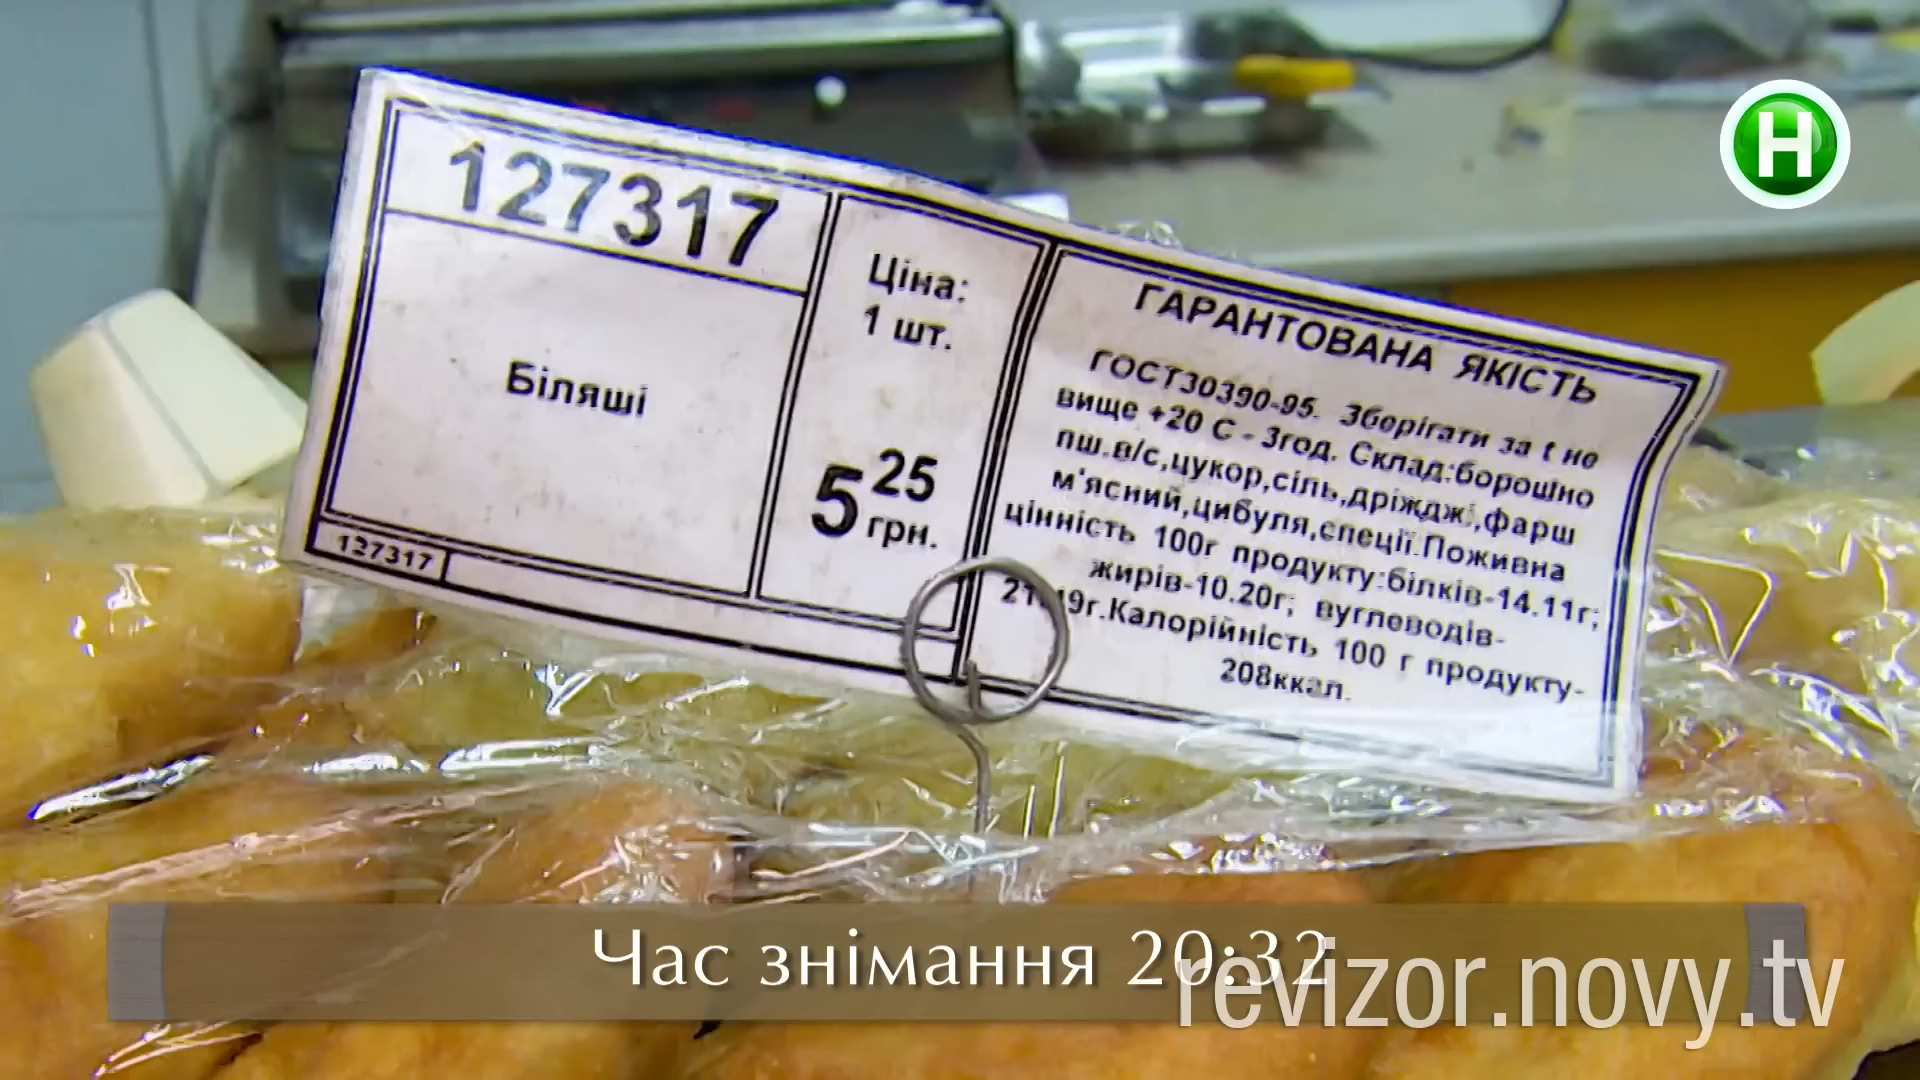 Н
127317
Біляші
127317
Ціна:
1 шт.
5 25
грн.
ГАРАНТОВАНА ЯКІСТЬ
ГОСТ30390-95. Зберігати за t не
вище +20 С - 3год. Склад:борошно
пш.в/с,цукор,сіль,дріжджі,фарш
м'ясний,цибуля,спеції.Поживна
цінність 100г продукту:білків-14.11г;
жирів-10.20г; вуглеводів-
Калорійність 100 г продукту-
208ккал.
Час знімання 20:32
revizor.novy.tv